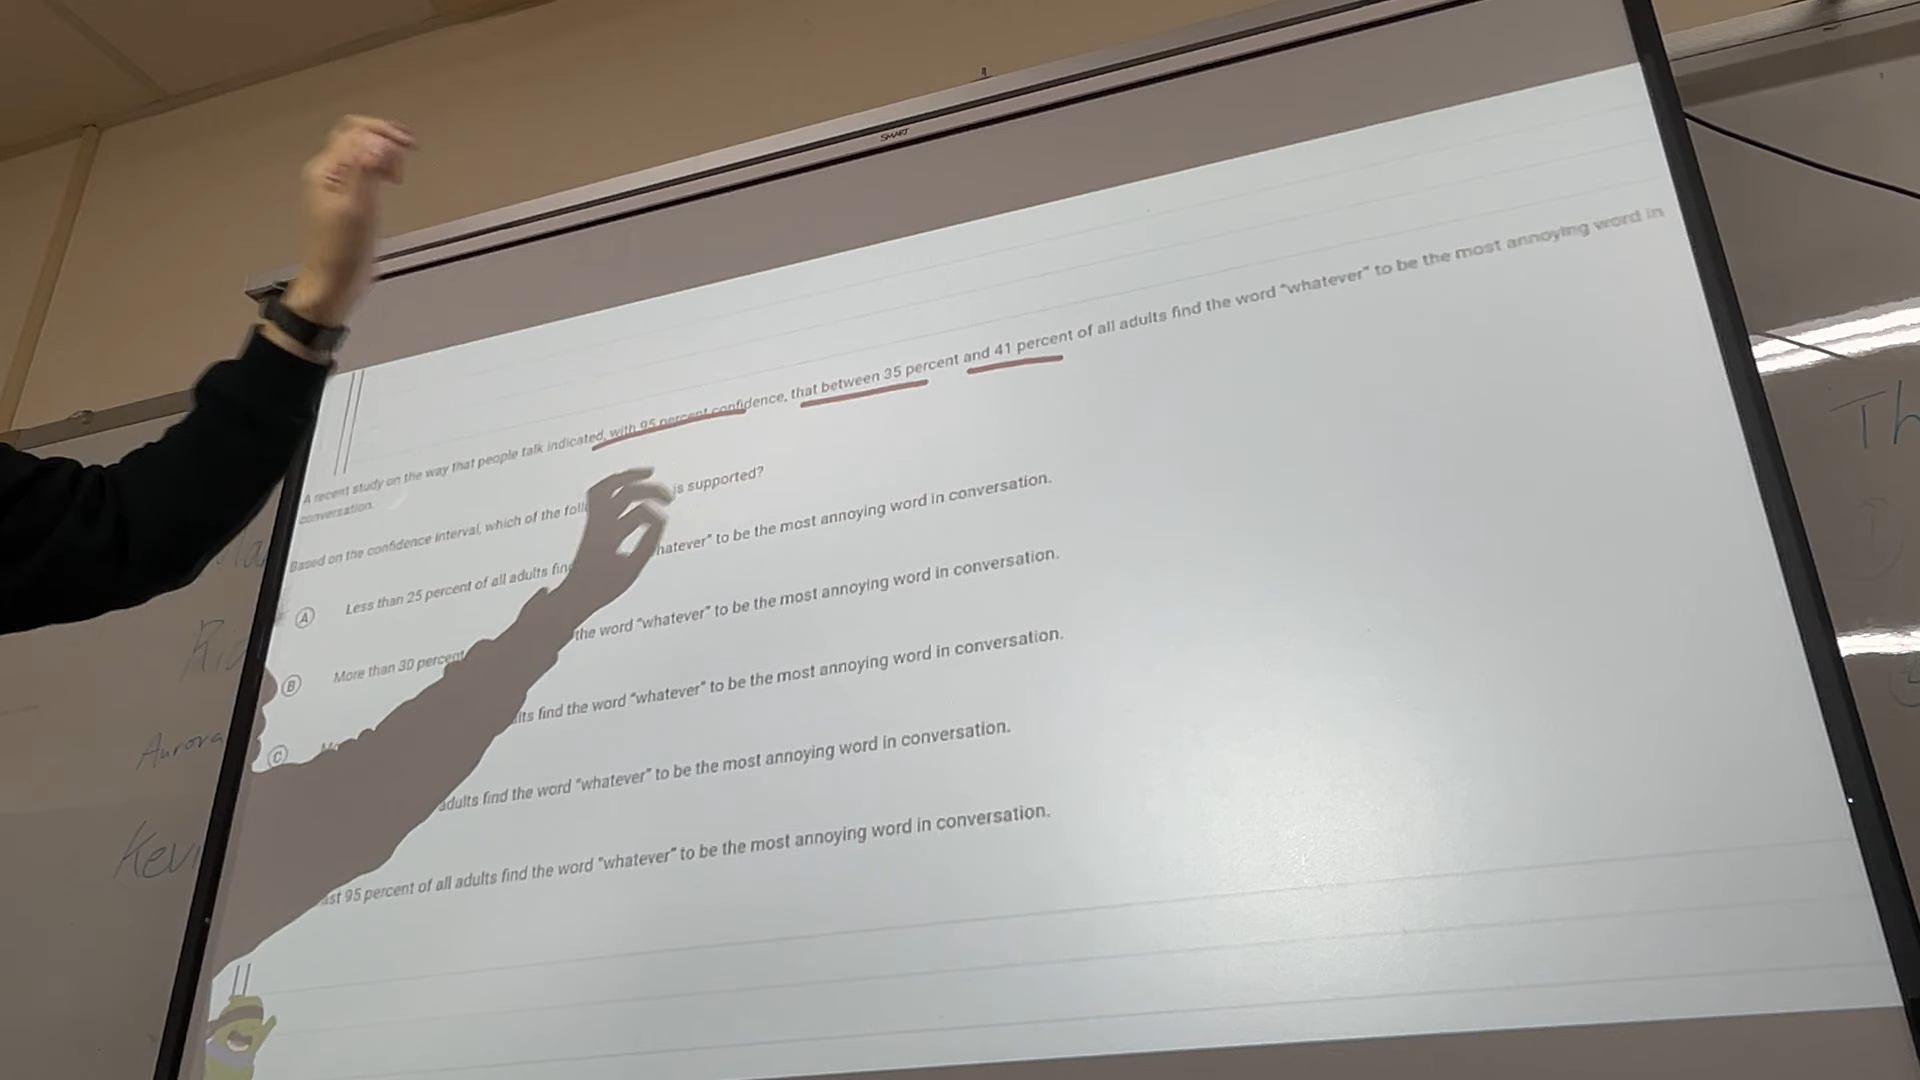 SMART
A recent study on the way that people talk indicated, with 95 percent confidence, that between 35 percent and 41 percent of all adults find the word “whatever” to be the most annoying word in
conversation.
Based on the confidence interval, which of the is supported?
A Less than 25 percent of all adults to be the most annoying word in conversation.
B More than 30 percent the word “whatever” to be the most annoying word in conversation.
C find the word “whatever” to be the most annoying word in conversation.
adults find the word “whatever” to be the most annoying word in conversation.
95 percent of all adults find the word “whatever” to be the most annoying word in conversation.
Th
Aurora